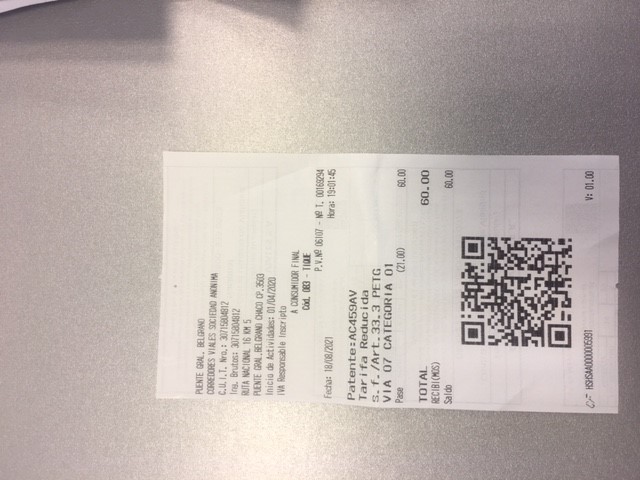 PUENTE GRAL. BELGRANO
CORREDORES VIALES SOCIEDAD ANONIMA
C.U.I.T. Nro.: 30715804812
Ing. Brutos: 30715804812
RUTA NACIONAL 16 KM 5
PUENTE GRAL.BELGRANO CHACO CP.3503
Inicio de Actividades: 01/04/2020
IVA Responsable Inscripto
A CONSUMIDOR FINAL
Cod. 083 - TIQUE
P.V.Nº 06107 - Nº T. 00169294
Fecha: 18/08/2021 Hora: 19:01:45
Patente:AC459AV
Tarifa Reducida
S.f./Art.33.3 PETG
VIA 07 CATEGORIA 01
Pase (21.00) 60.00
TOTAL 60.00
RECIBI(MOS)
Saldo 60.00
CF HSHSAA0000005991 V: 01.00